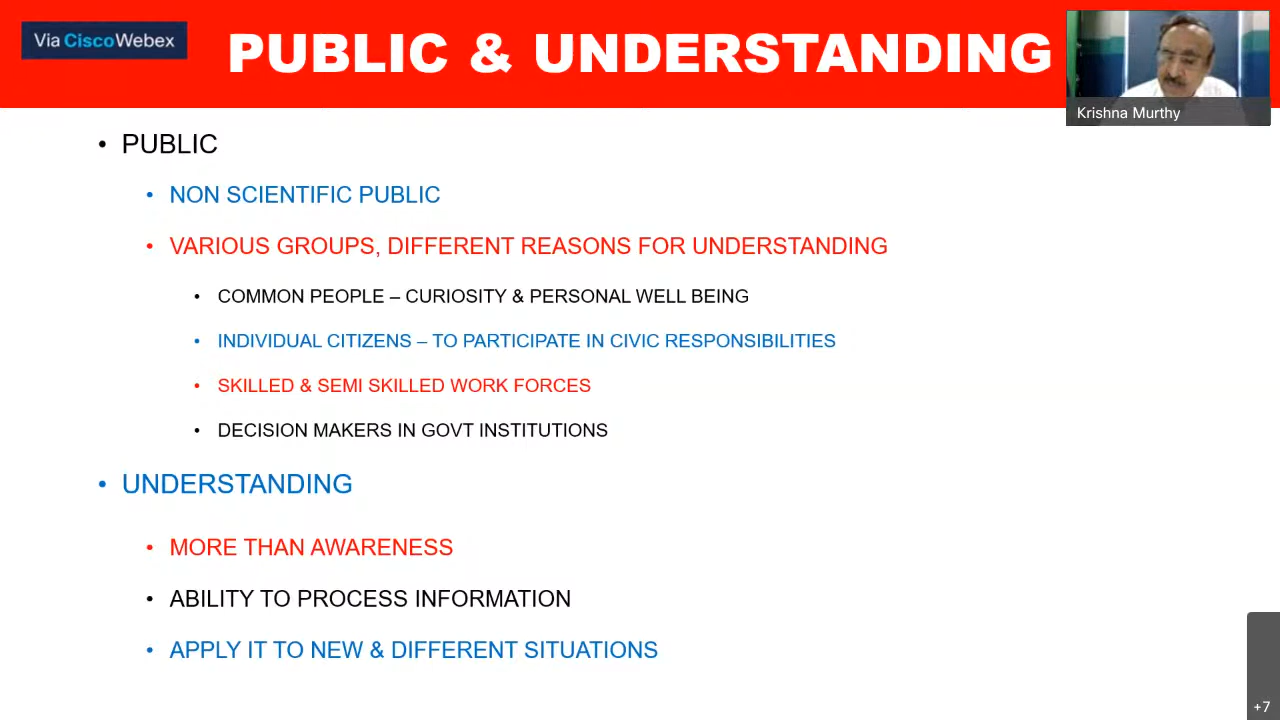 Via CiscoWebex
PUBLIC & UNDERSTANDING
Krishna Murthy
• PUBLIC
• NON SCIENTIFIC PUBLIC
• VARIOUS GROUPS, DIFFERENT REASONS FOR UNDERSTANDING
• COMMON PEOPLE – CURIOSITY & PERSONAL WELL BEING
• INDIVIDUAL CITIZENS – TO PARTICIPATE IN CIVIC RESPONSIBILITIES
• SKILLED & SEMI SKILLED WORK FORCES
• DECISION MAKERS IN GOVT INSTITUTIONS
• UNDERSTANDING
• MORE THAN AWARENESS
• ABILITY TO PROCESS INFORMATION
• APPLY IT TO NEW & DIFFERENT SITUATIONS
+7